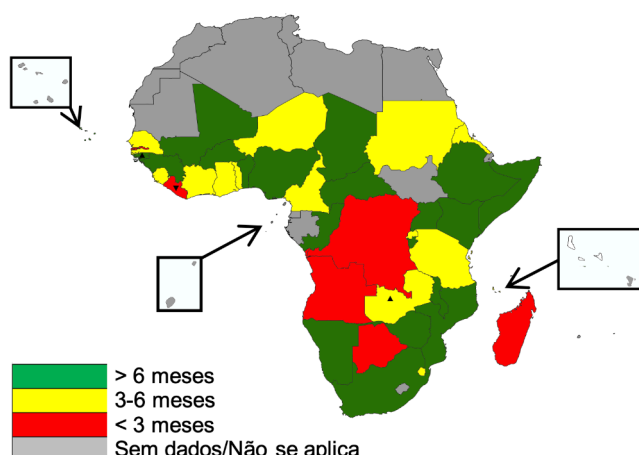 > 6 meses
3-6 meses
< 3 meses
Sem dados/Não se aplica